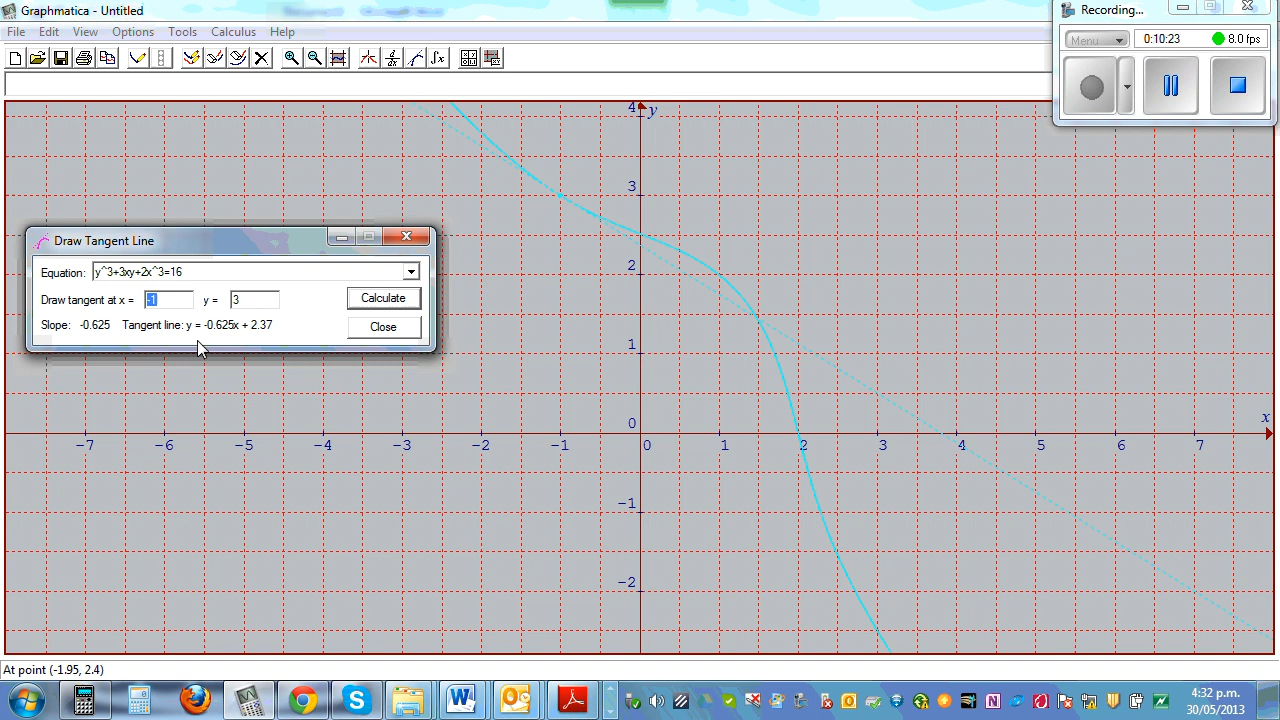 Graphmatica - Untitled
File Edit View Options Tools Calculus Help
Recording...
Menu 0:10:23 8.0 fps
4 y
3
2
1
0
-7 -6 -5 -4 -3 -2 -1 0 1 2 3 4 5 6 7 x
-1
-2
Draw Tangent Line
Equation: y^3+3xy+2x^3=16
Draw tangent at x = -1 y = 3 Calculate
Slope: -0.625 Tangent line: y = -0.625x + 2.37 Close
At point (-1.95, 2.4)
4:32 p.m.
30/05/2013